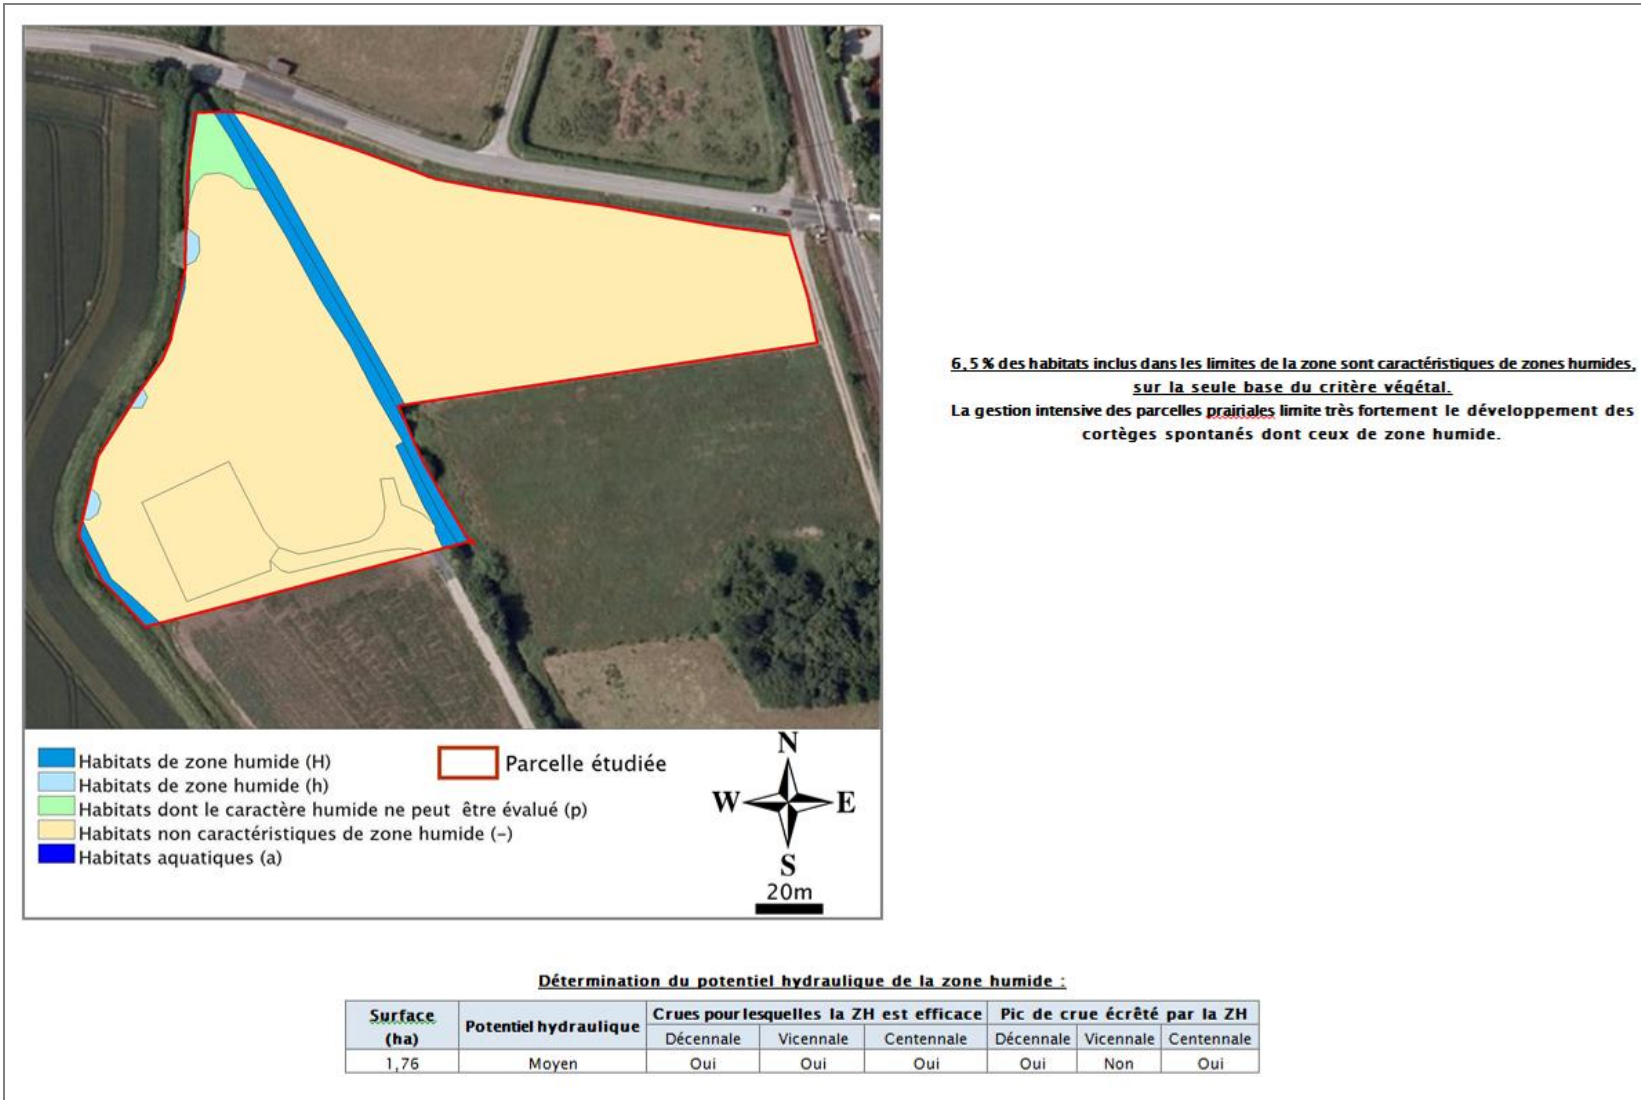 6,5 % des habitats inclus dans les limites de la zone sont caractéristiques de zones humides,
sur la seule base du critère végétal.
La gestion intensive des parcelles prairiales limite très fortement le développement des
cortèges spontanés dont ceux de zone humide.
Habitats de zone humide (H)
Habitats de zone humide (h)
Habitats dont le caractère humide ne peut être évalué (p)
Habitats non caractéristiques de zone humide (-)
Habitats aquatiques (a)
Parcelle étudiée
N
W E
S
20m
Détermination du potentiel hydraulique de la zone humide :
Surface (ha) Potentiel hydraulique Crues pour lesquelles la ZH est efficace Pic de crue écrêté par la ZH
Décennale Vicennale Centennale Décennale Vicennale Centennale
1,76 Moyen Oui Oui Oui Oui Non Oui